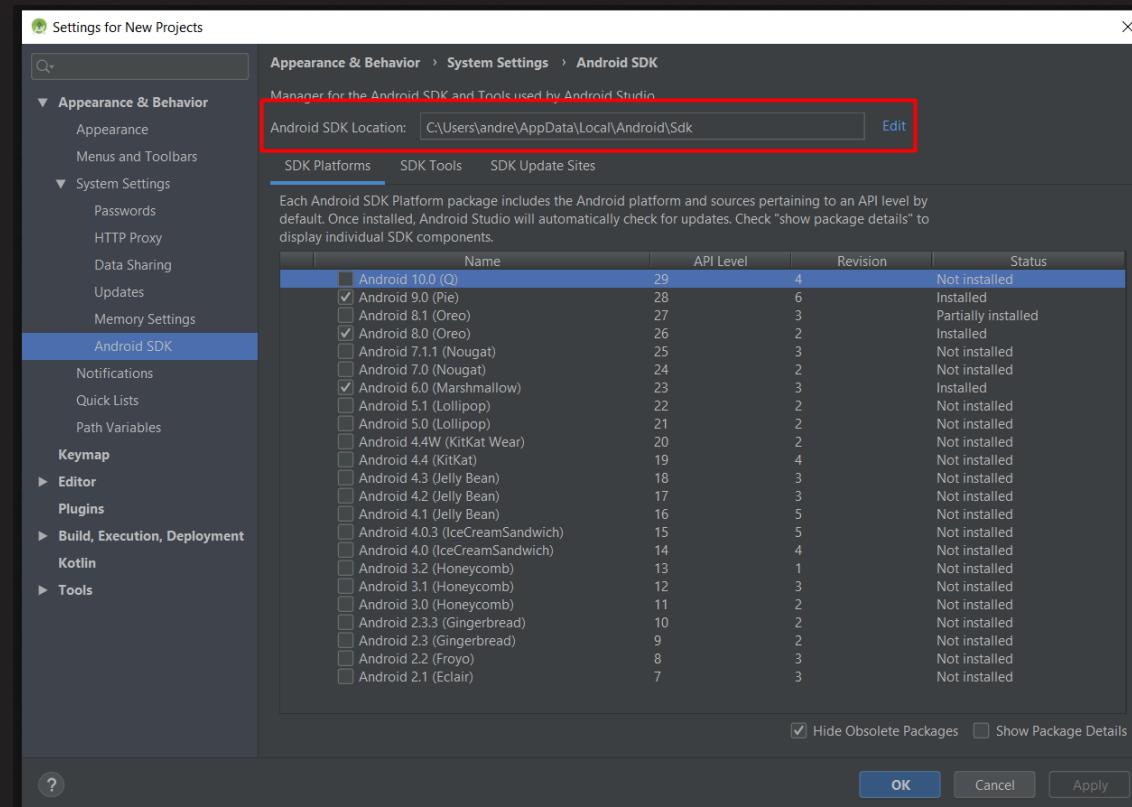 Settings for New Projects
Appearance & Behavior › System Settings › Android SDK
Manager for the Android SDK and Tools used by Android Studio
Android SDK Location: C:\Users\andre\AppData\Local\Android\Sdk Edit
SDK Platforms SDK Tools SDK Update Sites
Each Android SDK Platform package includes the Android platform and sources pertaining to an API level by
default. Once installed, Android Studio will automatically check for updates. Check "show package details" to
display individual SDK components.
Name API Level Revision Status
Android 10.0 (Q) 29 4 Not installed
Android 9.0 (Pie) 28 6 Installed
Android 8.1 (Oreo) 27 3 Partially installed
Android 8.0 (Oreo) 26 2 Installed
Android 7.1.1 (Nougat) 25 3 Not installed
Android 7.0 (Nougat) 24 2 Not installed
Android 6.0 (Marshmallow) 23 3 Installed
Android 5.1 (Lollipop) 22 2 Not installed
Android 5.0 (Lollipop) 21 2 Not installed
Android 4.4W (KitKat Wear) 20 2 Not installed
Android 4.4 (KitKat) 19 4 Not installed
Android 4.3 (Jelly Bean) 18 3 Not installed
Android 4.2 (Jelly Bean) 17 3 Not installed
Android 4.1 (Jelly Bean) 16 5 Not installed
Android 4.0.3 (IceCreamSandwich) 15 5 Not installed
Android 4.0 (IceCreamSandwich) 14 4 Not installed
Android 3.2 (Honeycomb) 13 1 Not installed
Android 3.1 (Honeycomb) 12 3 Not installed
Android 3.0 (Honeycomb) 11 2 Not installed
Android 2.3.3 (Gingerbread) 10 2 Not installed
Android 2.3 (Gingerbread) 9 2 Not installed
Android 2.2 (Froyo) 8 3 Not installed
Android 2.1 (Eclair) 7 3 Not installed
Hide Obsolete Packages Show Package Details
Appearance & Behavior
Appearance
Menus and Toolbars
System Settings
Passwords
HTTP Proxy
Data Sharing
Updates
Memory Settings
Android SDK
Notifications
Quick Lists
Path Variables
Keymap
Editor
Plugins
Build, Execution, Deployment
Kotlin
Tools
?
OK Cancel Apply